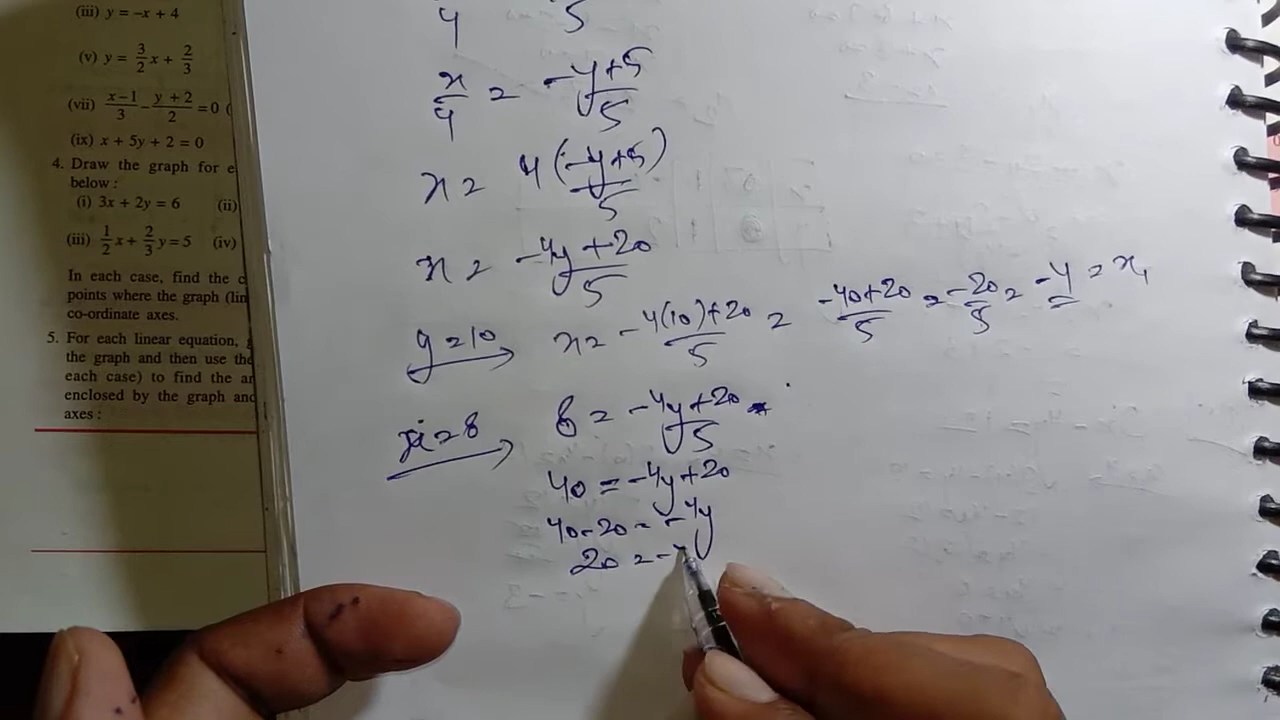 (iii) y = –x + 4
(v) y = 3/2 x + 2/3
(vii) x–1/3 – y+2/2 = 0 (
(ix) x + 5y + 2 = 0
4. Draw the graph for e
below :
(i) 3x + 2y = 6 (ii)
(iii) 1/2 x + 2/3 y = 5 (iv)
In each case, find the c
points where the graph (lin
co-ordinate axes.
5. For each linear equation, g
the graph and then use the
each case) to find the ar
enclosed by the graph and
axes :
4 5
x/4 = -y+5/5
x = 4(-y+5/5)
x = -4y+20/5
y=10 → x = -4(10)+20/5 = -40+20/5 = -20/5 = -4 = x₁
x=8 → 8 = -4y+20/5
40 = -4y+20
40-20 = -4y
20 = -